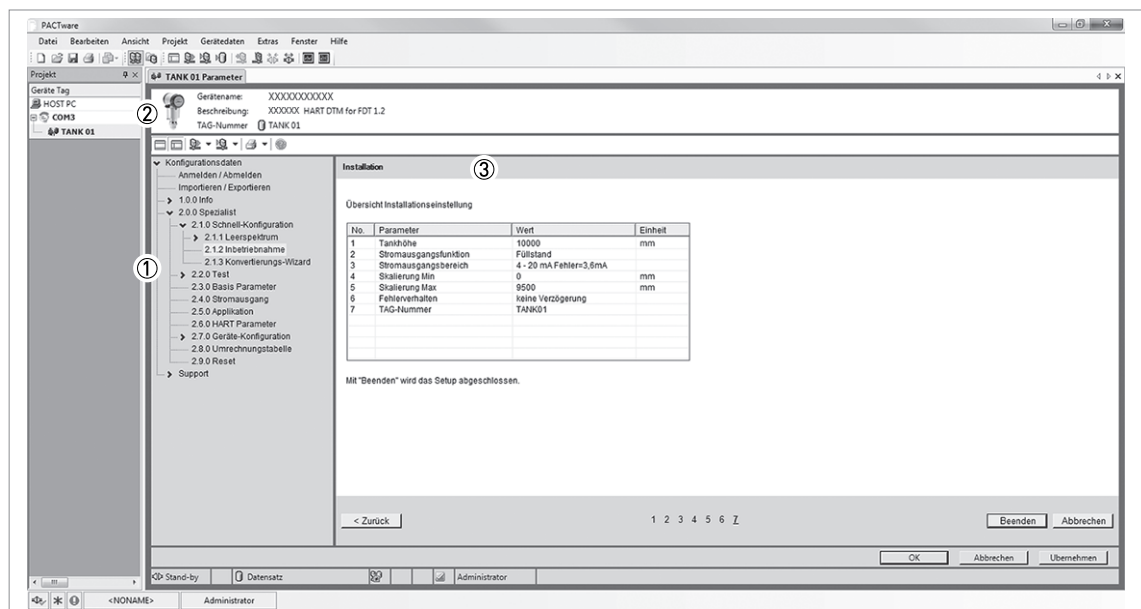 PACTware
Datei Bearbeiten Ansicht Projekt Gerätedaten Extras Fenster Hilfe
Projekt
TANK 01 Parameter
Geräte Tag
HOST PC
COM3
TANK 01
②
Gerätename: XXXXXXXXXXX
Beschreibung: XXXXXX HART DTM for FDT 1.2
TAG-Nummer TANK 01
①
Konfigurationsdaten
Anmelden / Abmelden
Importieren / Exportieren
1.0.0 Info
2.0.0 Spezialist
2.1.0 Schnell-Konfiguration
2.1.1 Leerspektrum
2.1.2 Inbetriebnahme
2.1.3 Konvertierungs-Wizard
2.2.0 Test
2.3.0 Basis Parameter
2.4.0 Stromausgang
2.5.0 Applikation
2.6.0 HART Parameter
2.7.0 Geräte-Konfiguration
2.8.0 Umrechnungstabelle
2.9.0 Reset
Support
Installation ③
Übersicht Installationseinstellung
No. Parameter Wert Einheit
1 Tankhöhe 10000 mm
2 Stromausgangsfunktion Füllstand
3 Stromausgangsbereich 4 - 20 mA Fehler=3,6mA
4 Skalierung Min 0 mm
5 Skalierung Max 9500 mm
6 Fehlerverhalten keine Verzögerung
7 TAG-Nummer TANK01
Mit "Beenden" wird das Setup abgeschlossen.
< Zurück 1 2 3 4 5 6 7 Beenden Abbrechen
OK Abbrechen Ubernehmen
Stand-by Datensatz Administrator
<NONAME> Administrator